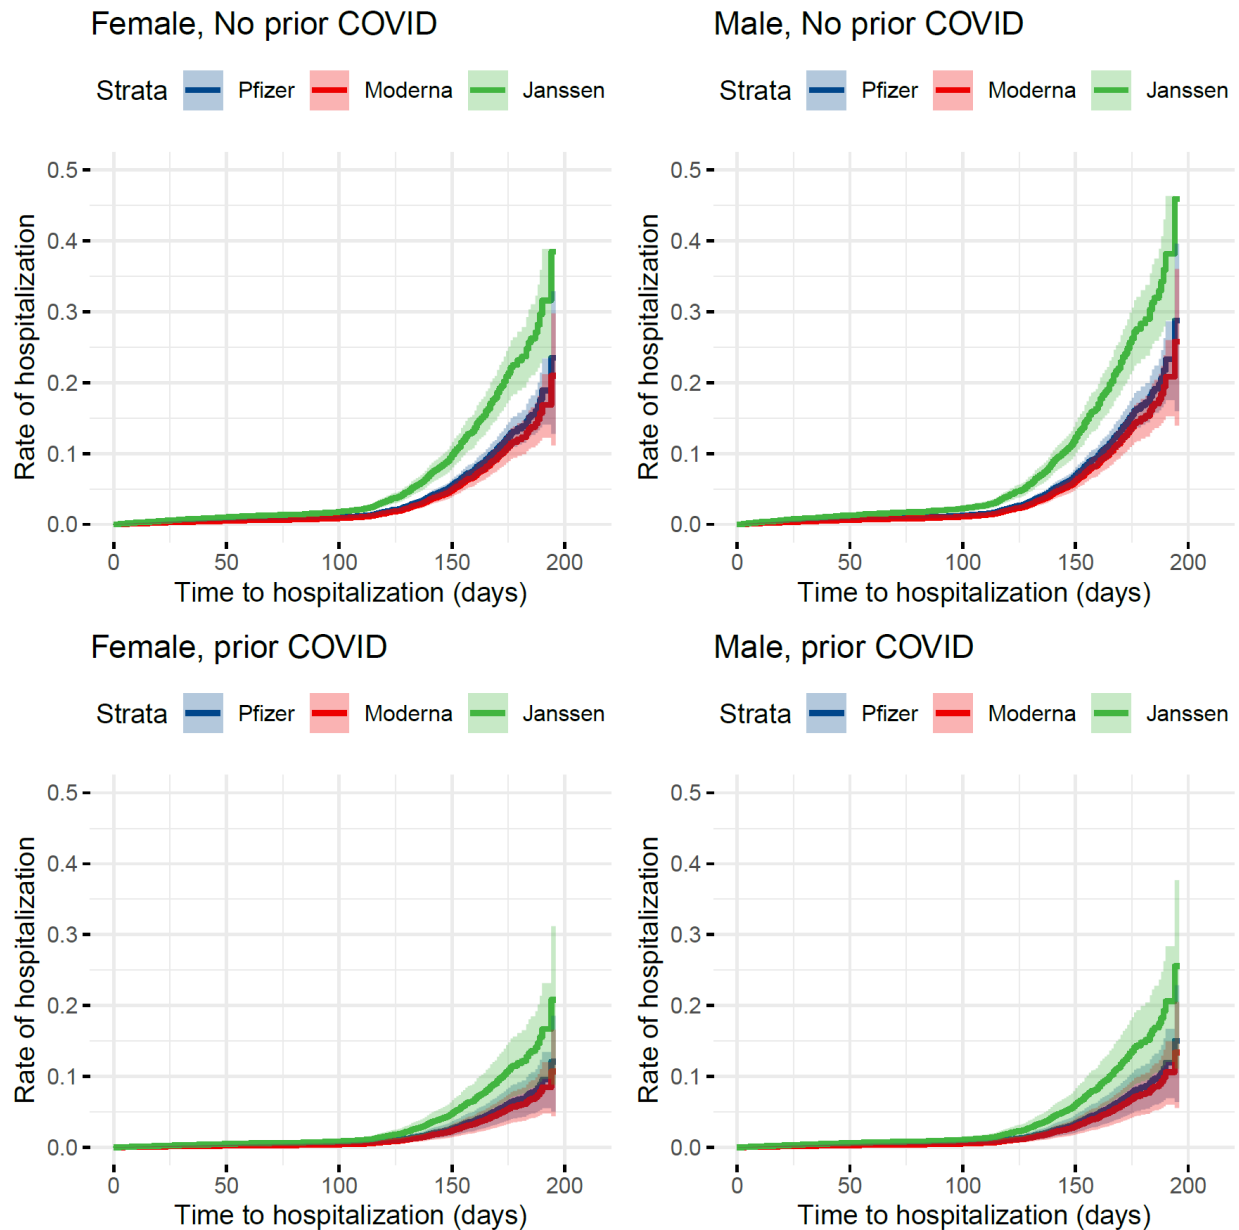 Female, No prior COVID
Strata Pfizer Moderna Janssen
0.5
0.4
0.3
0.2
0.1
0.0
Rate of hospitalization
0 50 100 150 200
Time to hospitalization (days)
Male, No prior COVID
Strata Pfizer Moderna Janssen
0.5
0.4
0.3
0.2
0.1
0.0
Rate of hospitalization
0 50 100 150 200
Time to hospitalization (days)
Female, prior COVID
Strata Pfizer Moderna Janssen
0.5
0.4
0.3
0.2
0.1
0.0
Rate of hospitalization
0 50 100 150 200
Time to hospitalization (days)
Male, prior COVID
Strata Pfizer Moderna Janssen
0.5
0.4
0.3
0.2
0.1
0.0
Rate of hospitalization
0 50 100 150 200
Time to hospitalization (days)